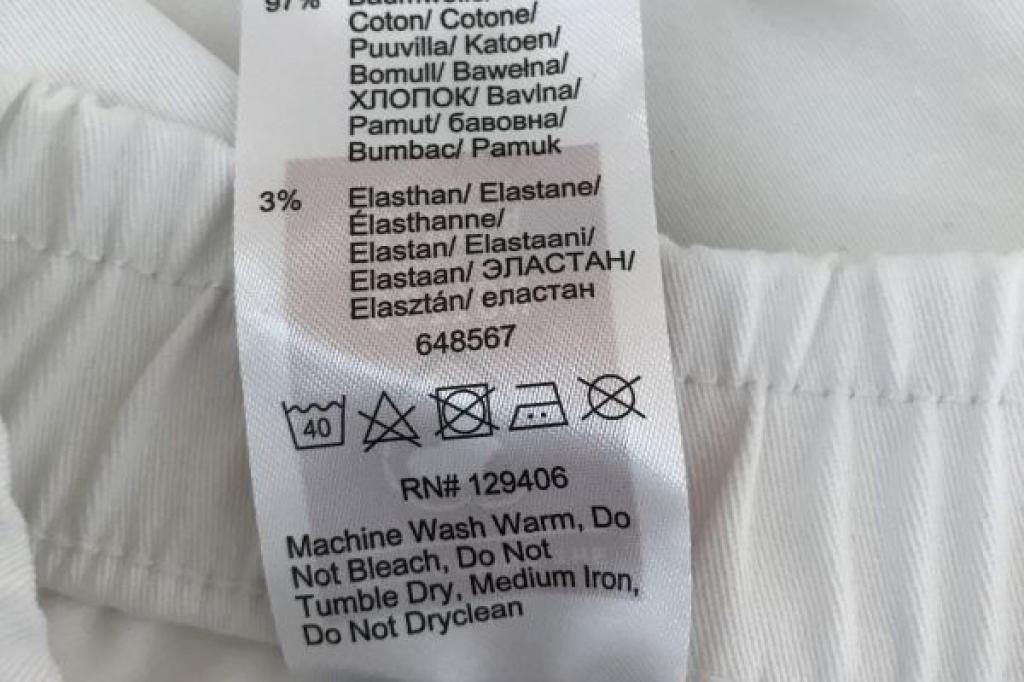 97%
Coton/ Cotone/
Puuvilla/ Katoen/
Bomull/ Bawełna/
ХЛОПОК/ Bavlna/
Pamut/ бавовна/
Bumbac/ Pamuk
3% Elasthan/ Elastane/
Élasthanne/
Elastan/ Elastaani/
Elastaan/ ЭЛАСТАН/
Elasztán/ еластан
648567
40
RN# 129406
Machine Wash Warm, Do
Not Bleach, Do Not
Tumble Dry, Medium Iron,
Do Not Dryclean